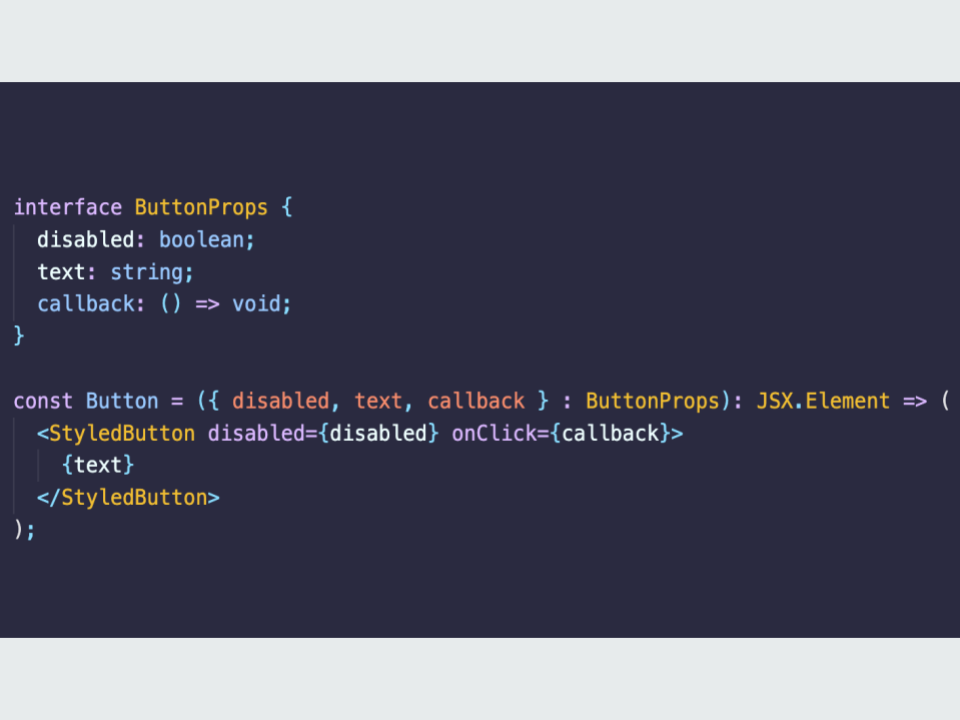 interface ButtonProps {
  disabled: boolean;
  text: string;
  callback: () => void;
}

const Button = ({ disabled, text, callback } : ButtonProps): JSX.Element => (
  <StyledButton disabled={disabled} onClick={callback}>
    {text}
  </StyledButton>
);